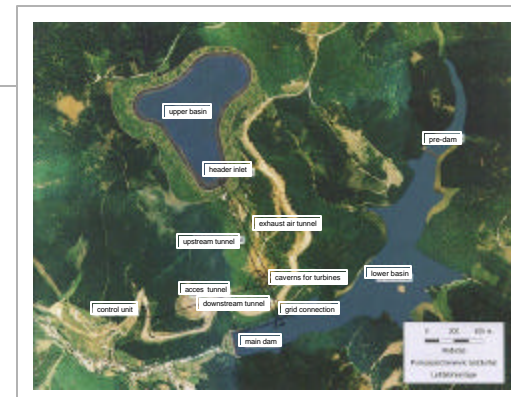 upper basin
pre-dam
header inlet
exhaust air tunnel
upstream tunnel
caverns for turbines
lower basin
acces tunnel
downstream tunnel
control unit
grid connection
main dam